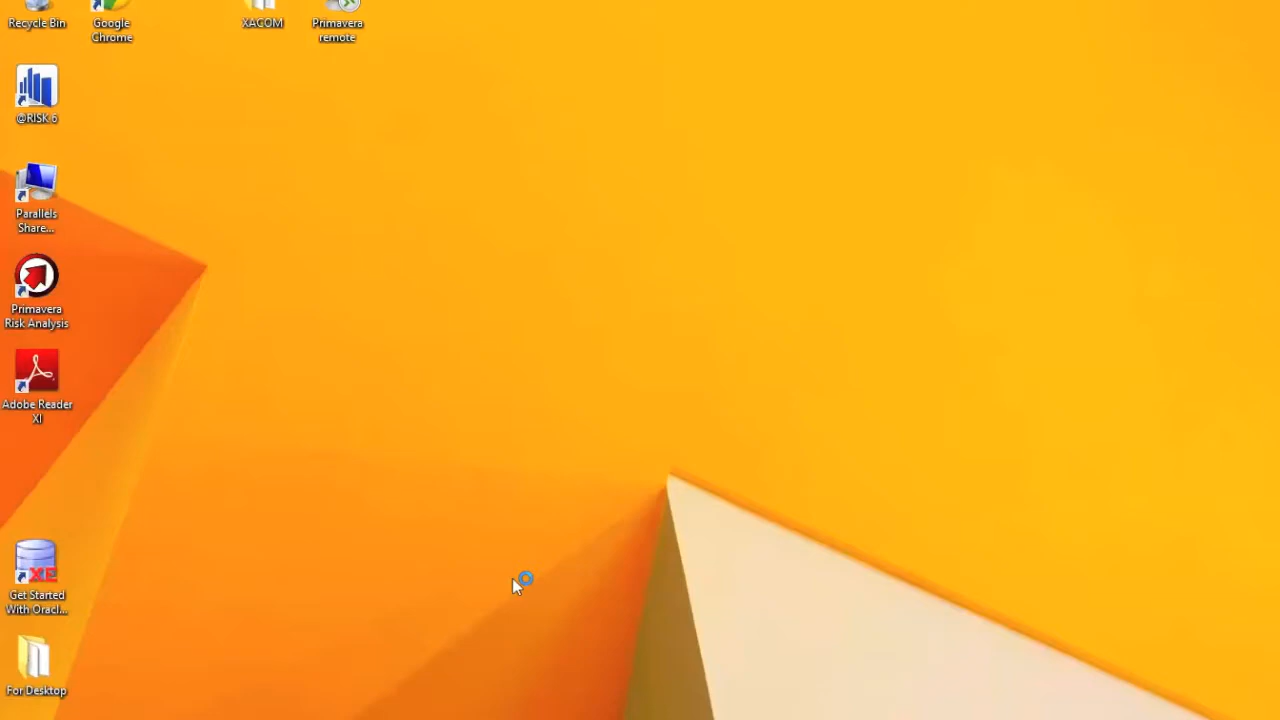 Recycle Bin
Google
Chrome
XACOM
Primavera
remote
@RISK 6
Parallels
Share...
Primavera
Risk Analysis
Adobe Reader
XI
XE
Get Started
With Oracl...
For Desktop